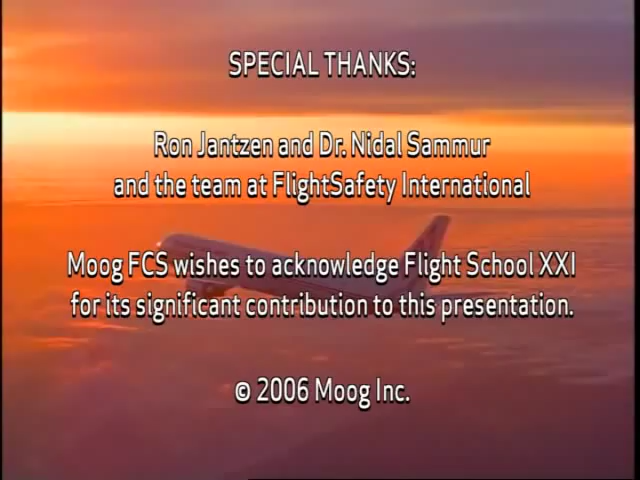 SPECIAL THANKS:
Ron Jantzen and Dr. Nidal Sammur
and the team at FlightSafety International
Moog FCS wishes to acknowledge Flight School XXI
for its significant contribution to this presentation.
© 2006 Moog Inc.